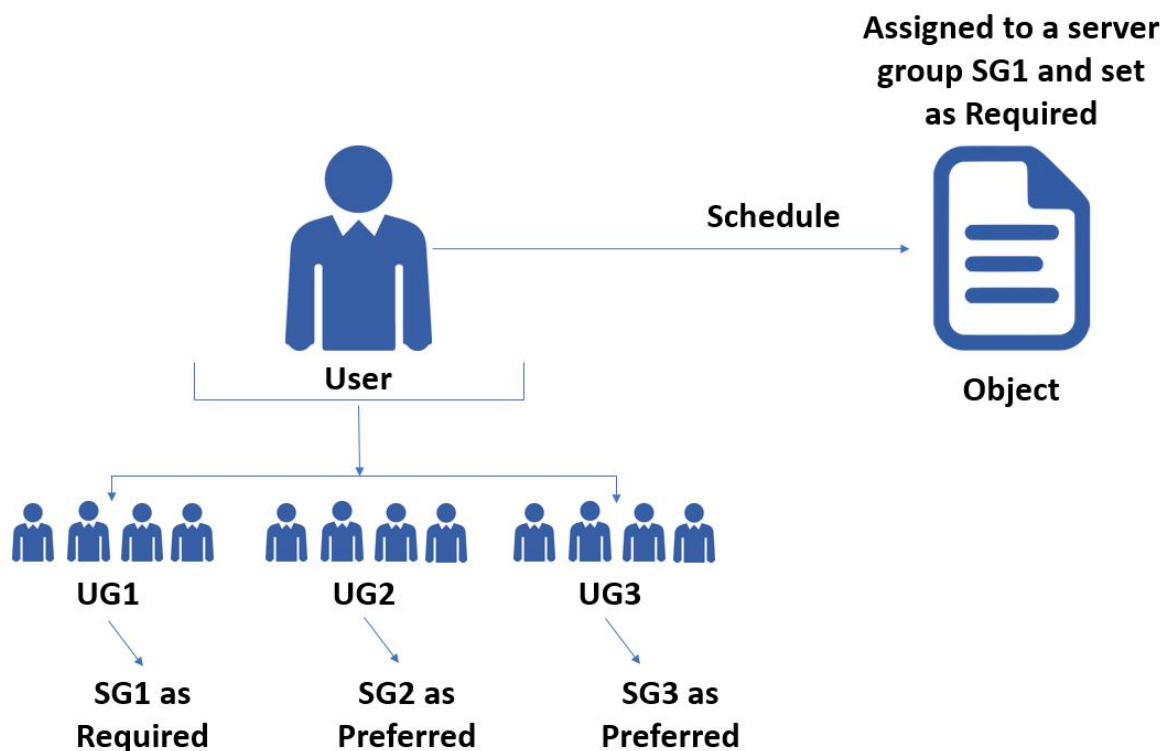 Assigned to a server
group SG1 and set
as Required
Schedule
User
Object
UG1
UG2
UG3
SG1 as
Required
SG2 as
Preferred
SG3 as
Preferred